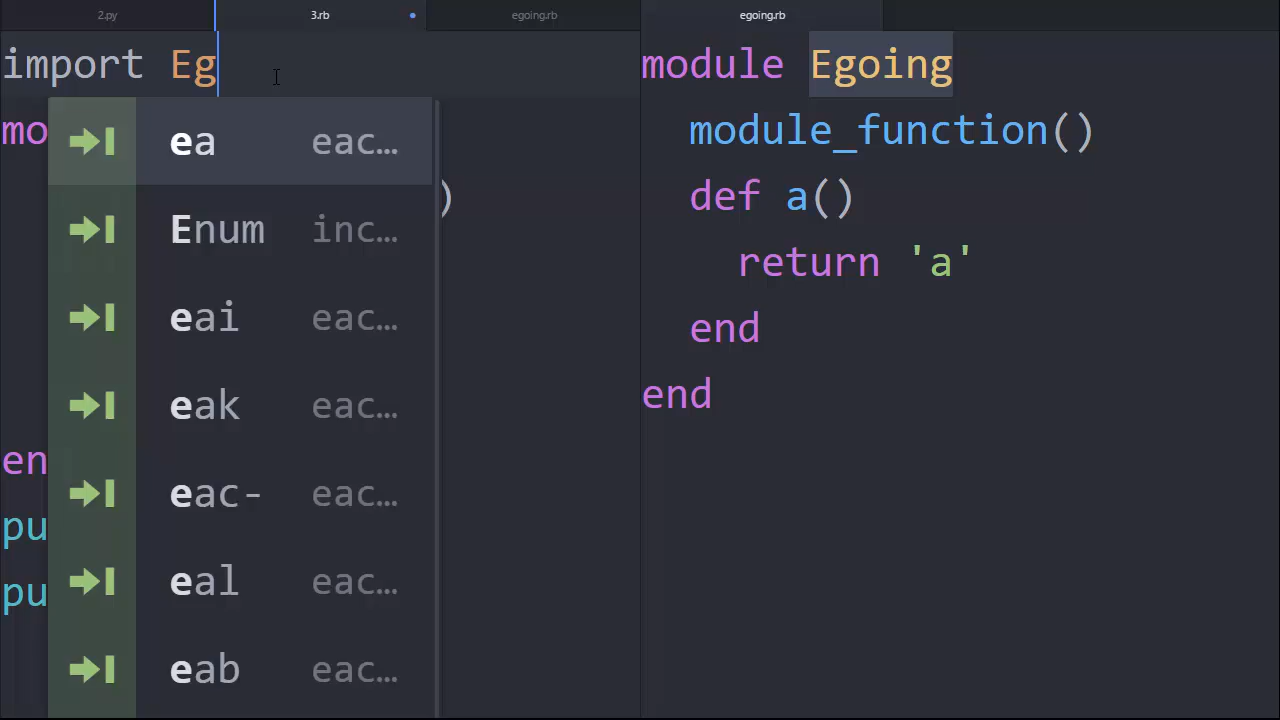 2.py
3.rb
egoing.rb
egoing.rb
import Eg
mo
)
en
pu
pu
ea eac…
Enum inc…
eai eac…
eak eac…
eac- eac…
eal eac…
eab eac…
module Egoing
module_function()
def a()
return 'a'
end
end